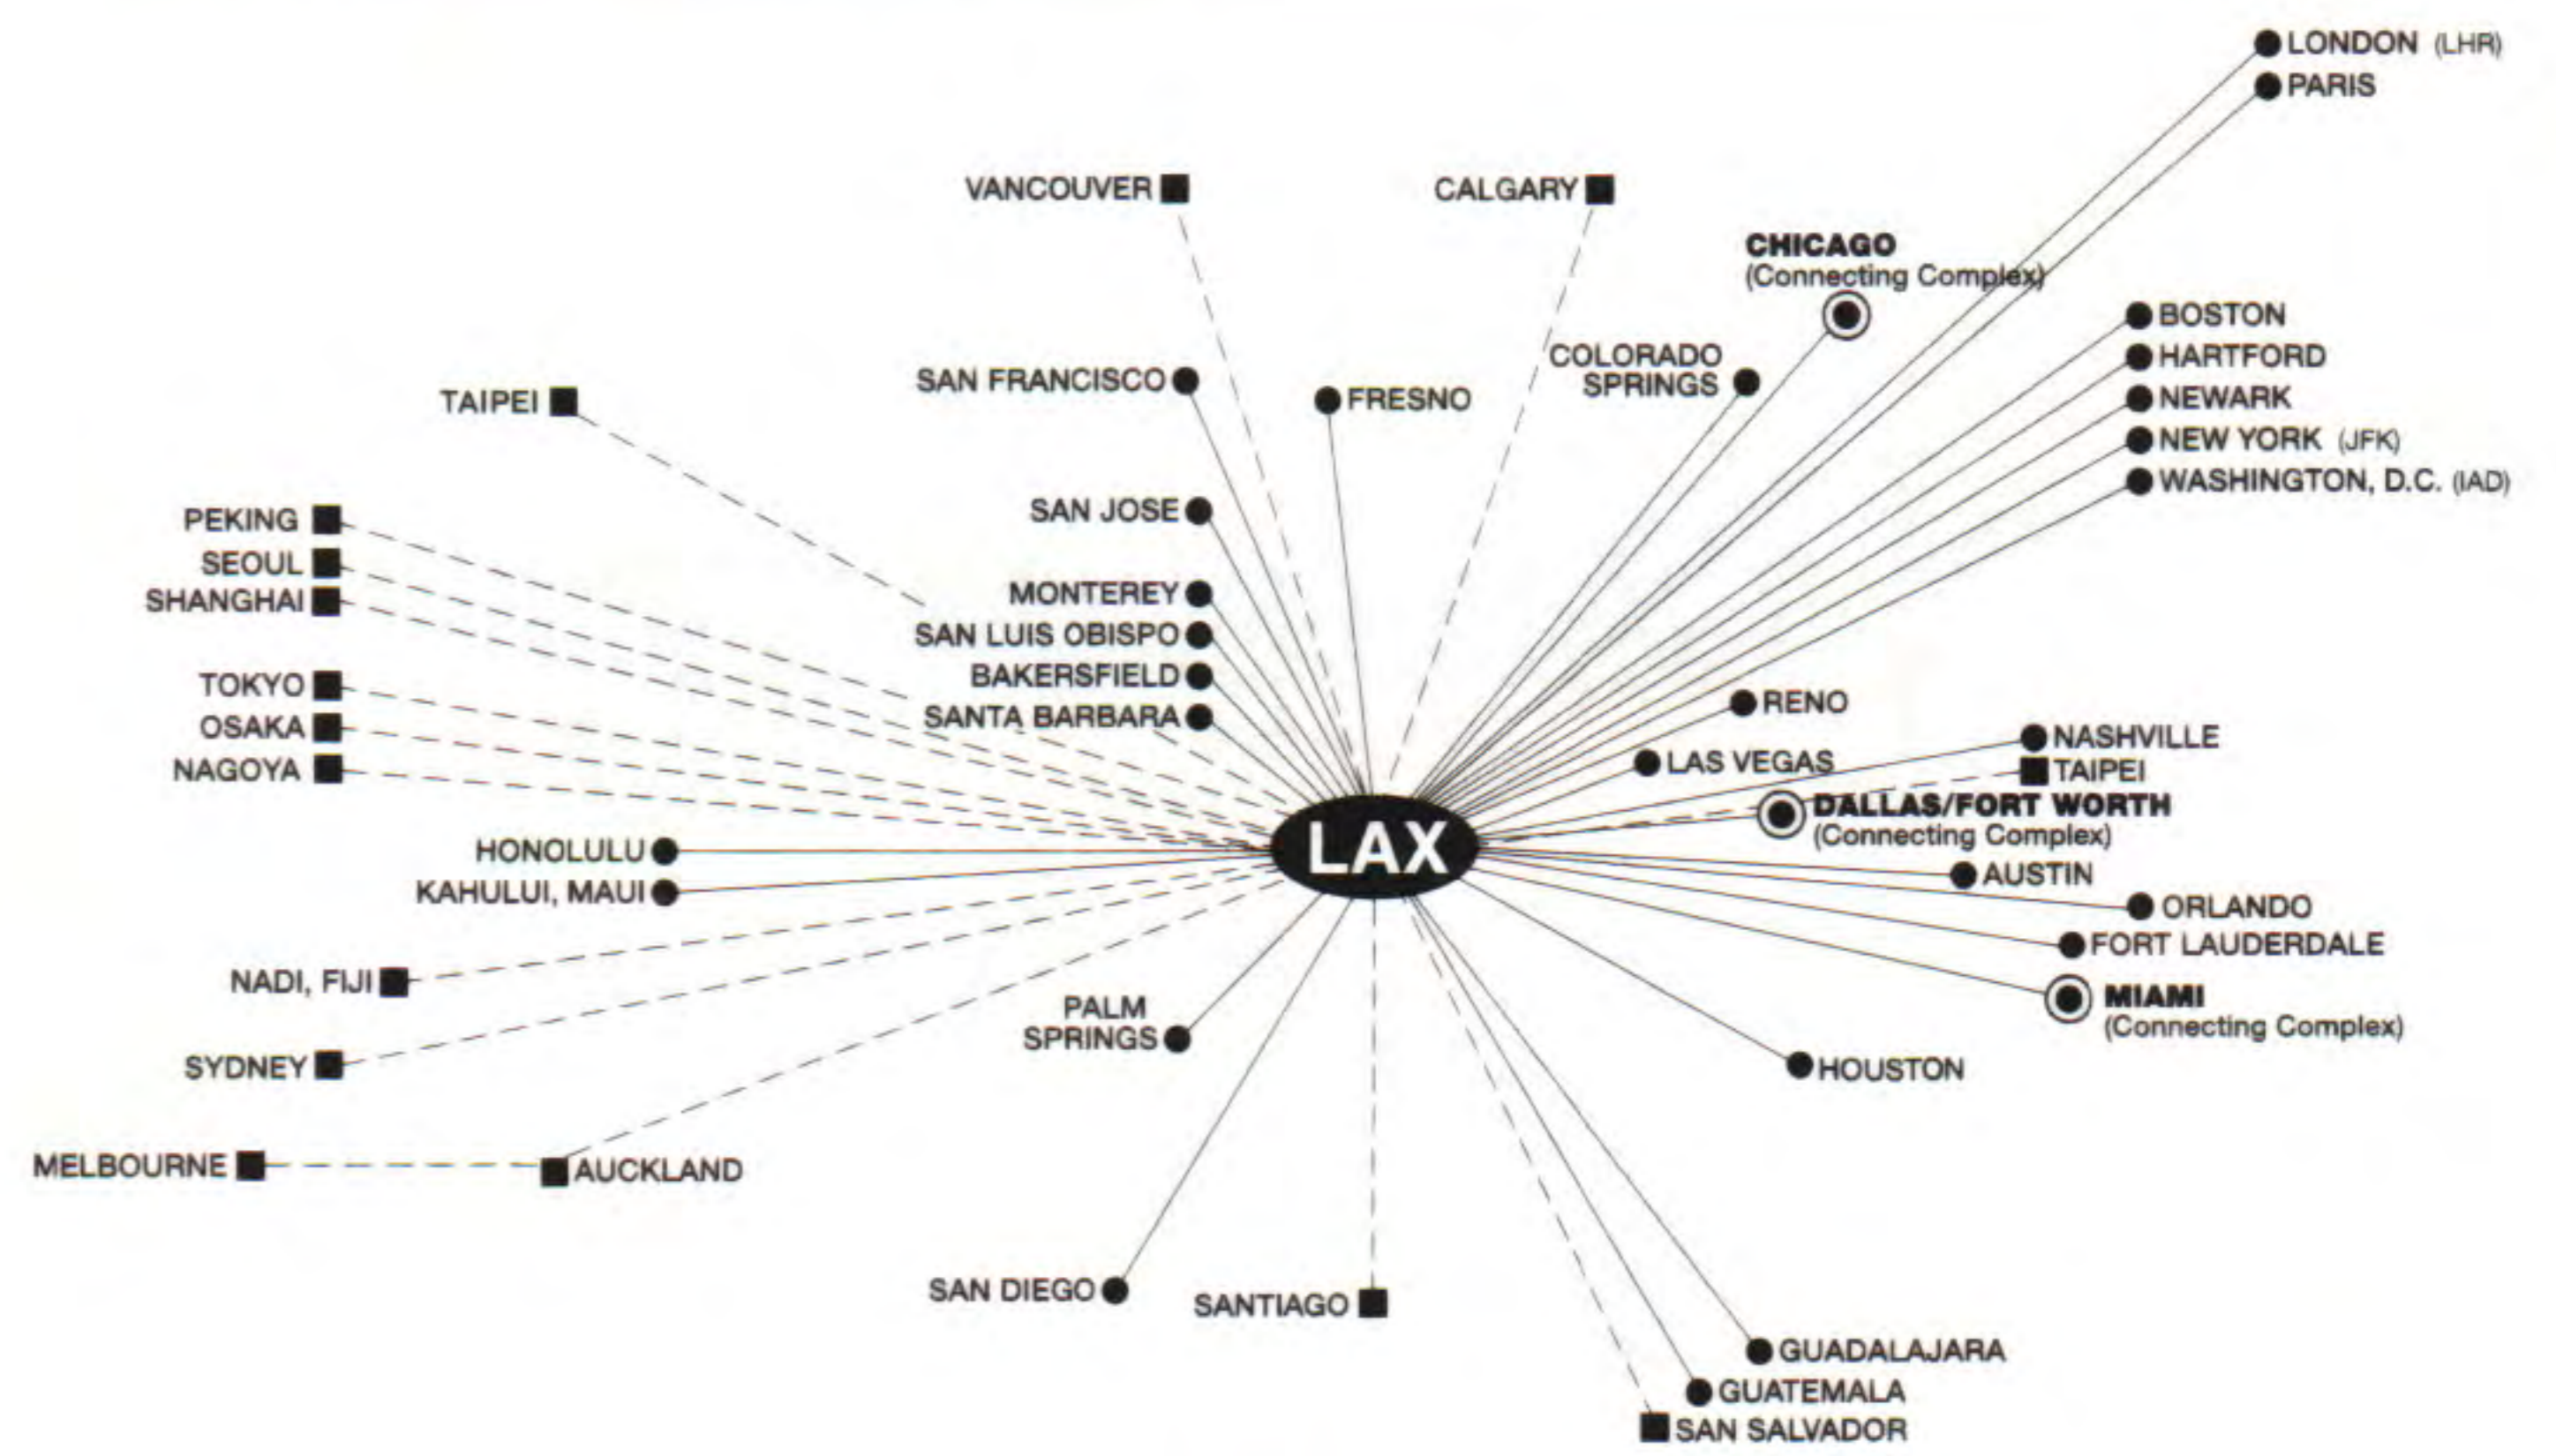 LONDON (LHR)
PARIS
VANCOUVER
CALGARY
CHICAGO
(Connecting Complex)
BOSTON
COLORADO
SPRINGS
HARTFORD
SAN FRANCISCO
FRESNO
TAIPEI
NEWARK
NEW YORK (JFK)
WASHINGTON, D.C. (IAD)
SAN JOSE
PEKING
SEOUL
SHANGHAI
MONTEREY
SAN LUIS OBISPO
BAKERSFIELD
SANTA BARBARA
TOKYO
OSAKA
NAGOYA
RENO
NASHVILLE
LAS VEGAS
TAIPEI
DALLAS/FORT WORTH
(Connecting Complex)
LAX
HONOLULU
KAHULUI, MAUI
AUSTIN
ORLANDO
FORT LAUDERDALE
NADI, FIJI
MIAMI
(Connecting Complex)
PALM
SPRINGS
SYDNEY
HOUSTON
MELBOURNE
AUCKLAND
SAN DIEGO
SANTIAGO
GUADALAJARA
GUATEMALA
SAN SALVADOR